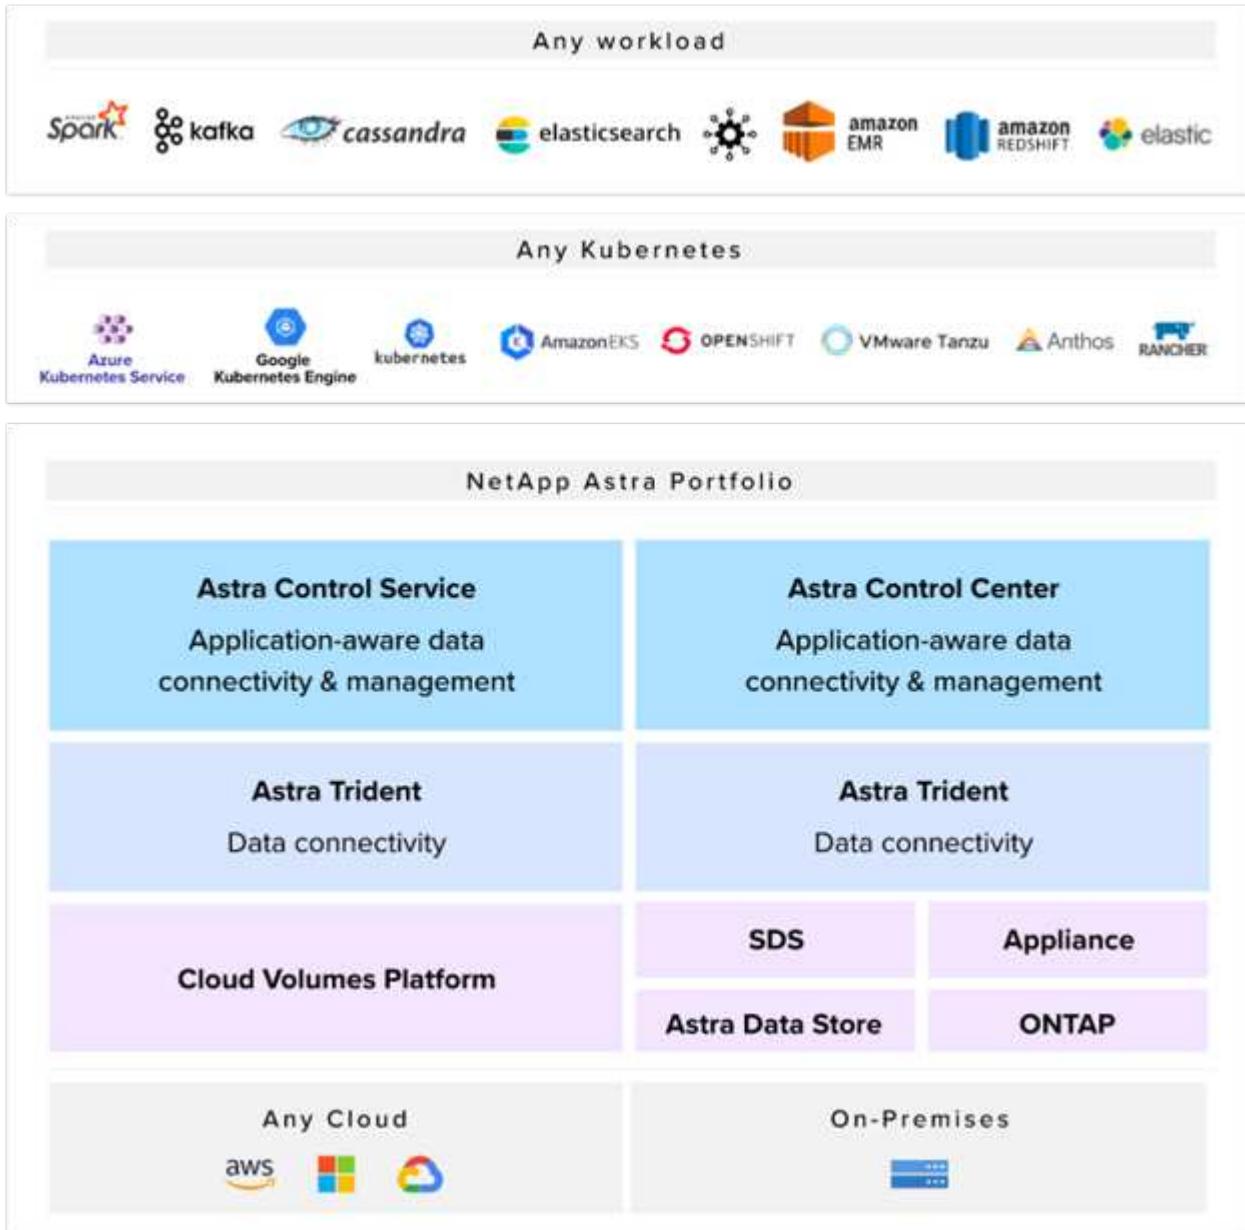 Any workload
Spark
kafka
cassandra
elasticsearch
amazon
EMR
amazon
REDSHIFT
elastic
Any Kubernetes
Azure
Kubernetes Service
Google
Kubernetes Engine
kubernetes
Amazon EKS
OPENSHIFT
VMware Tanzu
Anthos
RANCHER
NetApp Astra Portfolio
Astra Control Service
Application-aware data
connectivity & management
Astra Control Center
Application-aware data
connectivity & management
Astra Trident
Data connectivity
Astra Trident
Data connectivity
Cloud Volumes Platform
SDS
Appliance
Astra Data Store
ONTAP
Any Cloud
aws
On-Premises